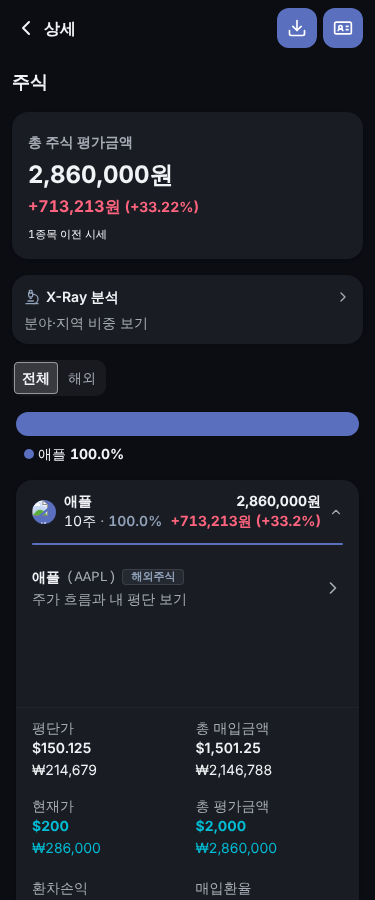 상세
주식
총 주식 평가금액
2,860,000원
+713,213원 (+33.22%)
1종목 이전 시세
X-Ray 분석
분야·지역 비중 보기
전체 해외
애플 100.0%
애플 2,860,000원
10주 · 100.0% +713,213원 (+33.2%)
애플 (AAPL) 해외주식
주가 흐름과 내 평단 보기
평단가 총 매입금액
$150.125 $1,501.25
₩214,679 ₩2,146,788
현재가 총 평가금액
$200 $2,000
₩286,000 ₩2,860,000
환차손익 매입환율